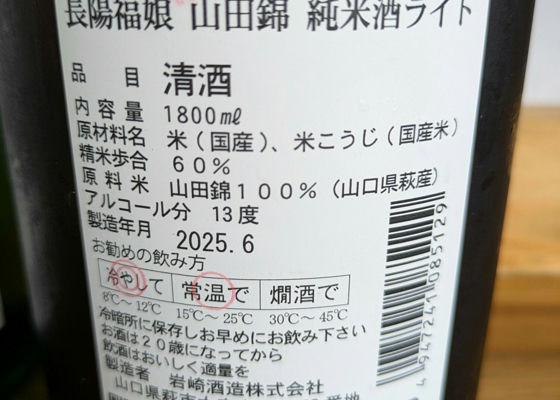 長陽福娘 山田錦 純米酒ライト
品目 清酒
内容量 1800㎖
原材料名 米(国産)、米こうじ(国産米)
精米歩合 60%
原料米 山田錦100%(山口県萩産)
アルコール分 13度
製造年月 2025.6
お勧めの飲み方
冷やして 常温で 燗酒で
8℃〜12℃ 15℃〜25℃ 30℃〜45℃
冷暗所に保存しお早めにお飲み下さい
お酒は20歳になってから
飲酒はおいしく適量を
製造者 岩崎酒造株式会社
山口県萩市
4947241085129